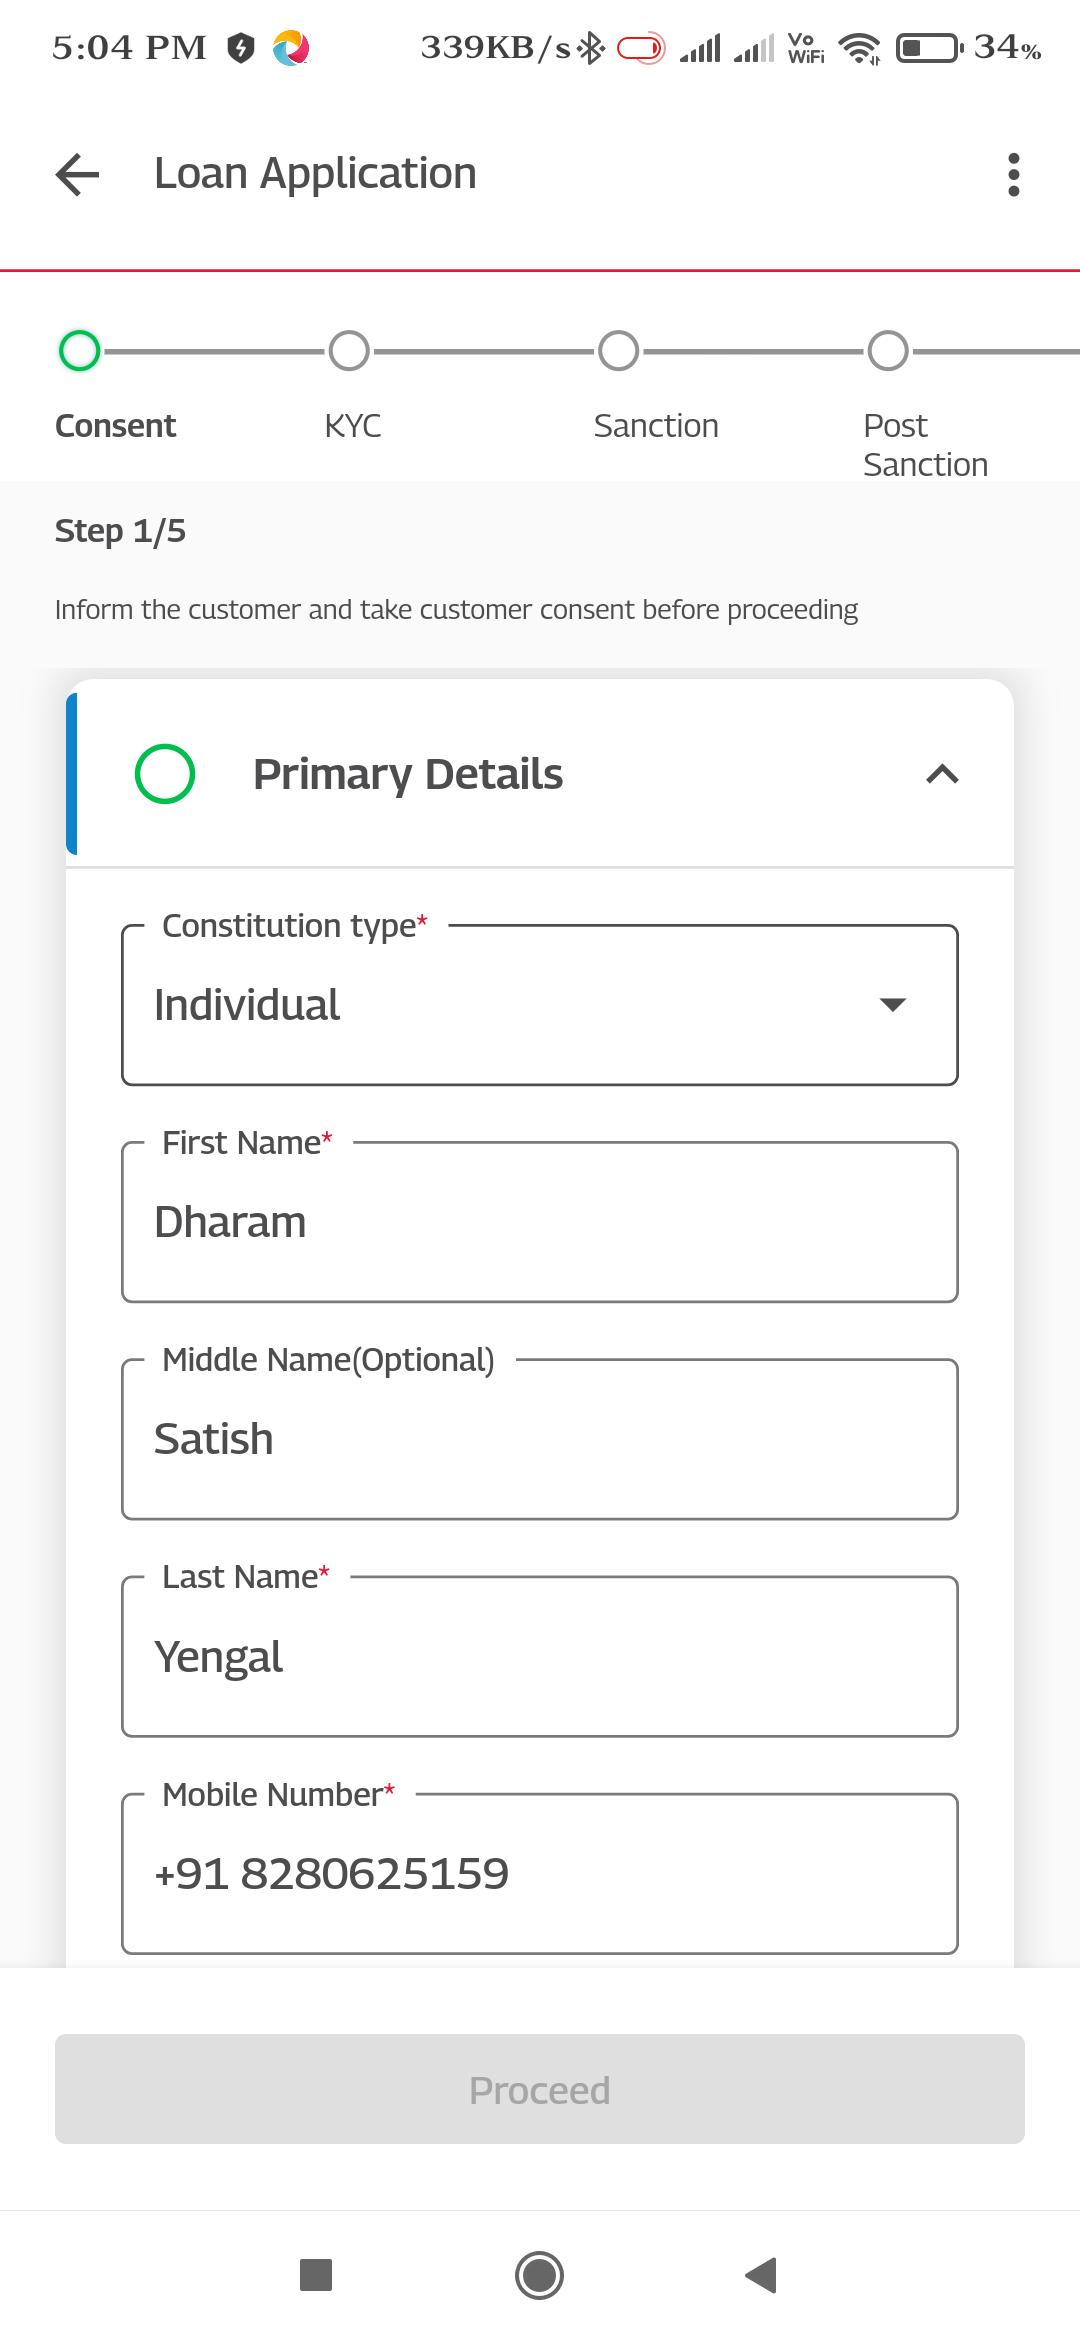 5:04 PM 339KB/s Vo WiFi 34%
Loan Application
Consent KYC Sanction Post Sanction
Step 1/5
Inform the customer and take customer consent before proceeding
Primary Details
Constitution type*
Individual
First Name*
Dharam
Middle Name(Optional)
Satish
Last Name*
Yengal
Mobile Number*
+91 8280625159
Proceed